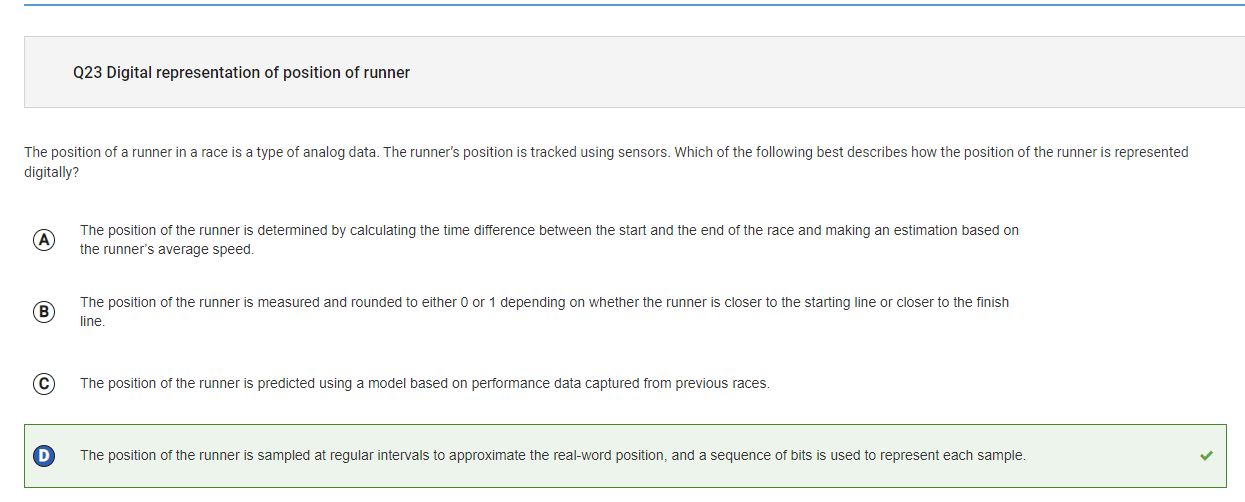 Q23 Digital representation of position of runner
The position of a runner in a race is a type of analog data. The runner's position is tracked using sensors. Which of the following best describes how the position of the runner is represented
digitally?
A
The position of the runner is determined by calculating the time difference between the start and the end of the race and making an estimation based on
the runner's average speed.
B
The position of the runner is measured and rounded to either 0 or 1 depending on whether the runner is closer to the starting line or closer to the finish
line.
C
The position of the runner is predicted using a model based on performance data captured from previous races.
D
The position of the runner is sampled at regular intervals to approximate the real-word position, and a sequence of bits is used to represent each sample.